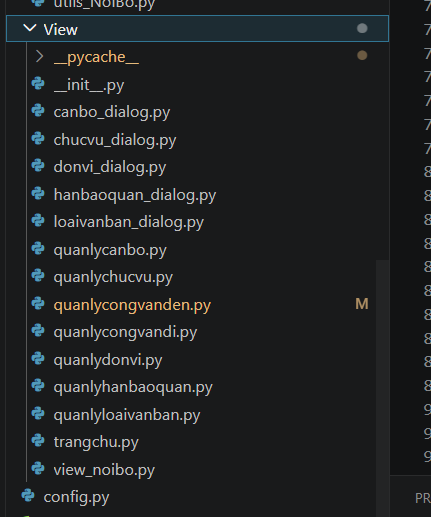 utils_NoiBo.py
View
__pycache__
__init__.py
canbo_dialog.py
chucvu_dialog.py
donvi_dialog.py
hanbaoquan_dialog.py
loaivanban_dialog.py
quanlycanbo.py
quanlychucvu.py
quanlycongvanden.py M
quanlycongvandi.py
quanlydonvi.py
quanlyhanbaoquan.py
quanlyloaivanban.py
trangchu.py
view_noibo.py
config.py
PR